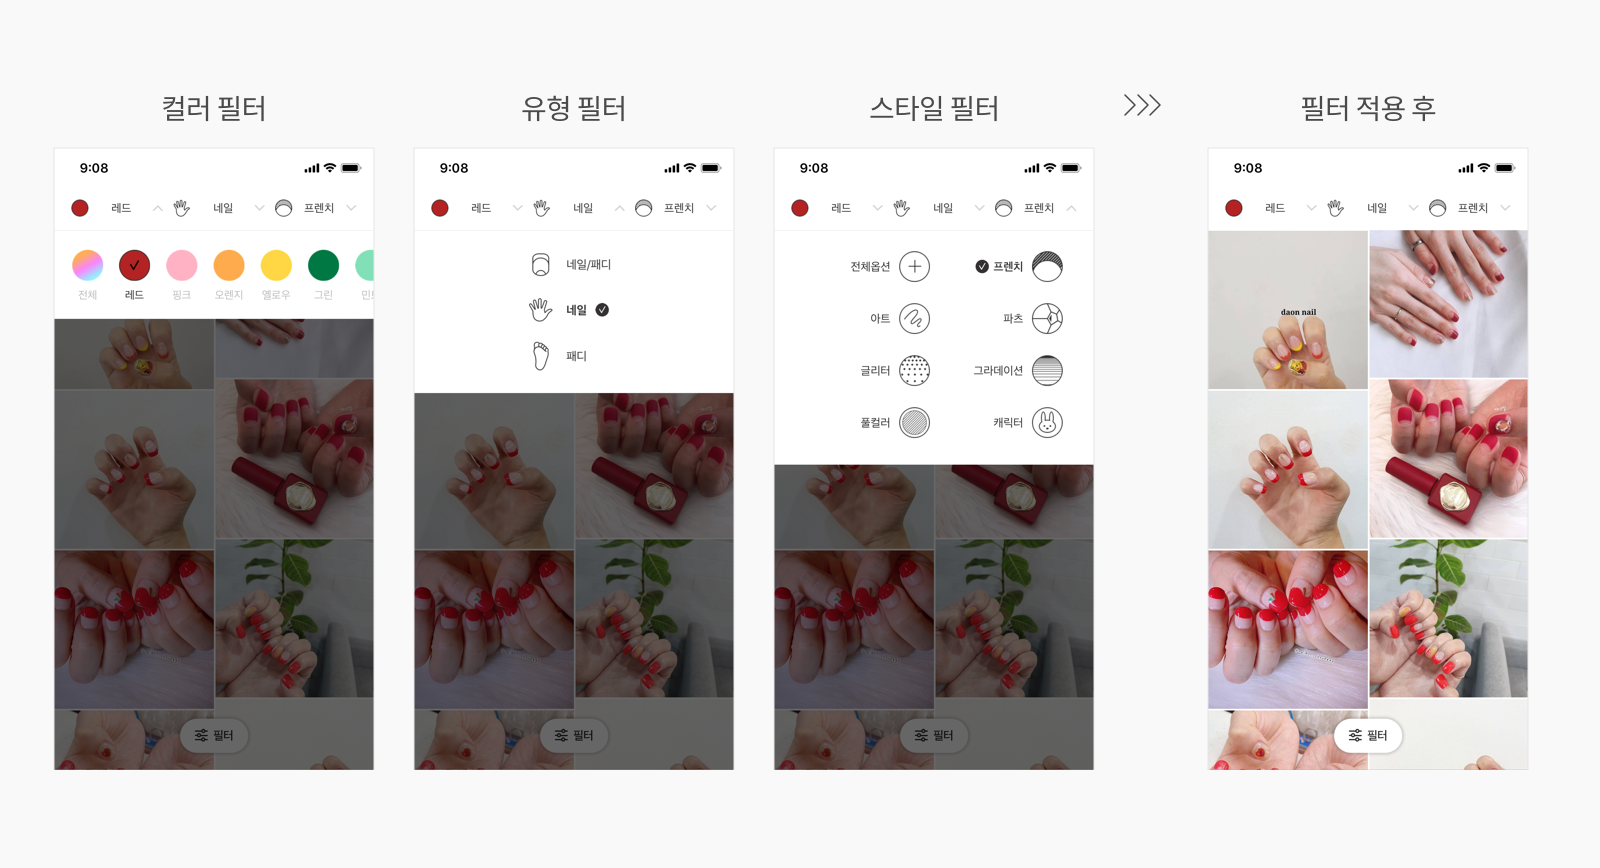 컬러 필터
유형 필터
스타일 필터
필터 적용 후
9:08
레드
네일
프렌치
전체
레드
핑크
오렌지
옐로우
그린
필터
9:08
레드
네일
프렌치
네일/패디
네일
패디
필터
9:08
레드
네일
프렌치
전체옵션
프렌치
아트
파츠
글리터
그라데이션
풀컬러
캐릭터
필터
9:08
레드
네일
프렌치
daon nail
필터